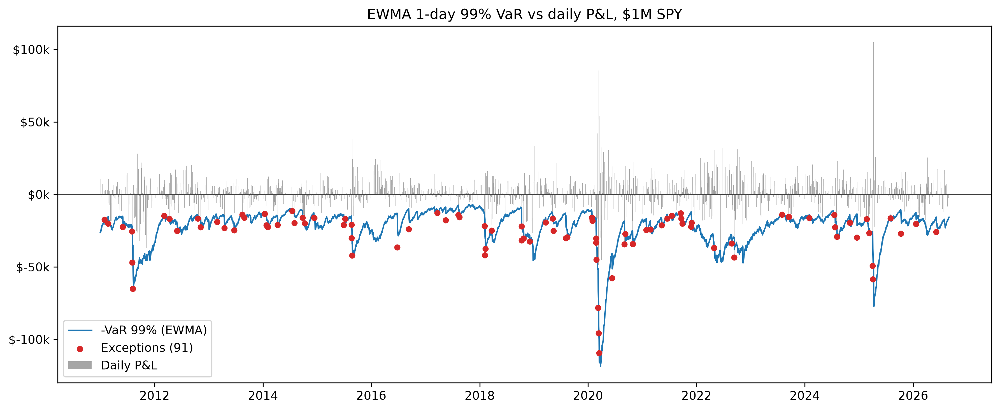 EWMA 1-day 99% VaR vs daily P&L, $1M SPY
$100k
$50k
$0k
$-50k
$-100k
-VaR 99% (EWMA)
Exceptions (91)
Daily P&L
2012 2014 2016 2018 2020 2022 2024 2026